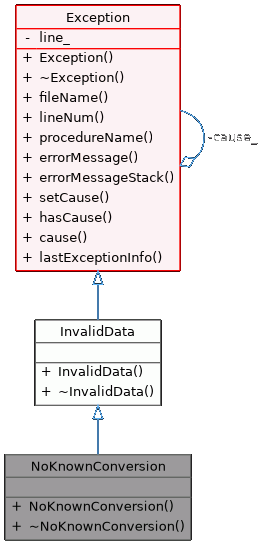 Exception
- line_
+ Exception()
+ ~Exception()
+ fileName()
+ lineNum()
+ procedureName()
+ errorMessage()
+ errorMessageStack()
+ setCause()
+ hasCause()
+ cause()
+ lastExceptionInfo()
-cause_
InvalidData
+ InvalidData()
+ ~InvalidData()
NoKnownConversion
+ NoKnownConversion()
+ ~NoKnownConversion()